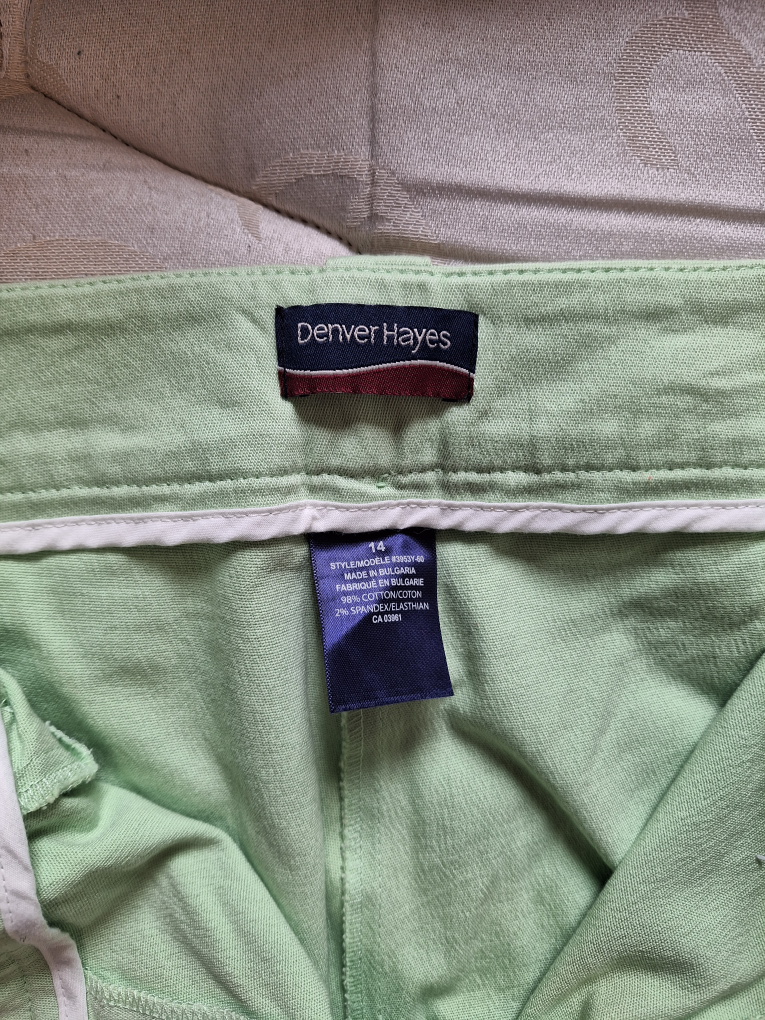 Denver Hayes
14
STYLE/MODÈLE #3953Y-60
MADE IN BULGARIA
FABRIQUÉ EN BULGARIE
98% COTTON/COTON
2% SPANDEX/ELASTHIAN
CA 03961